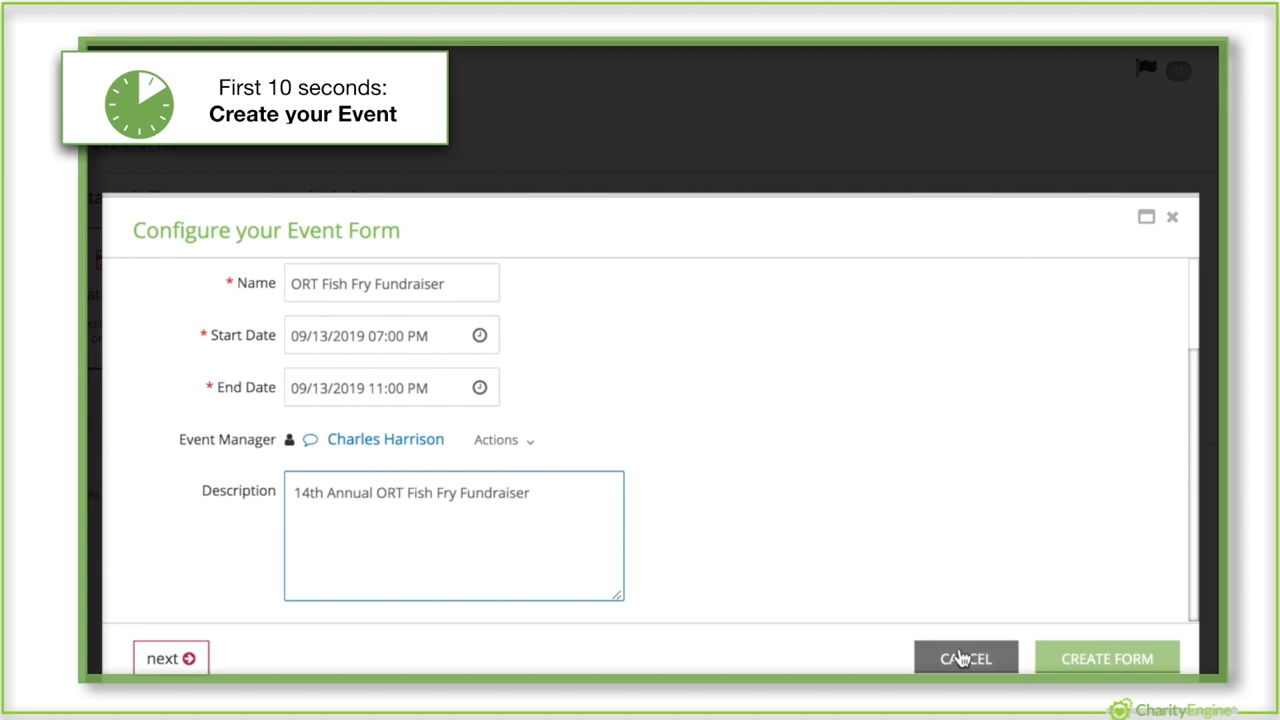 First 10 seconds:
Create your Event
Configure your Event Form
* Name ORT Fish Fry Fundraiser
* Start Date 09/13/2019 07:00 PM
* End Date 09/13/2019 11:00 PM
Event Manager Charles Harrison Actions
Description 14th Annual ORT Fish Fry Fundraiser
next CANCEL CREATE FORM
CharityEngine